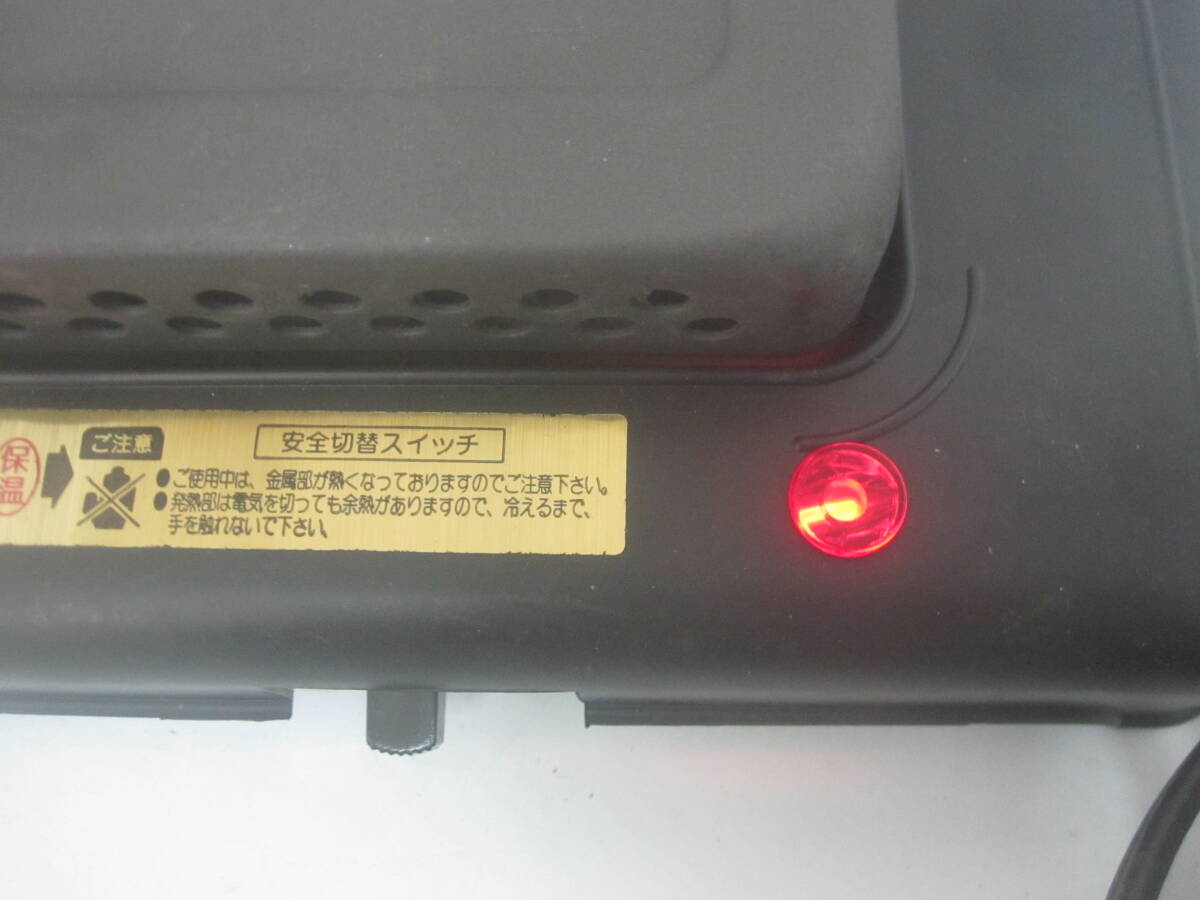 保温
ご注意
安全切替スイッチ
●ご使用中は、金属部が熱くなっておりますのでご注意下さい。
●発熱部は電気を切っても余熱がありますので、冷えるまで、
手を触れないで下さい。